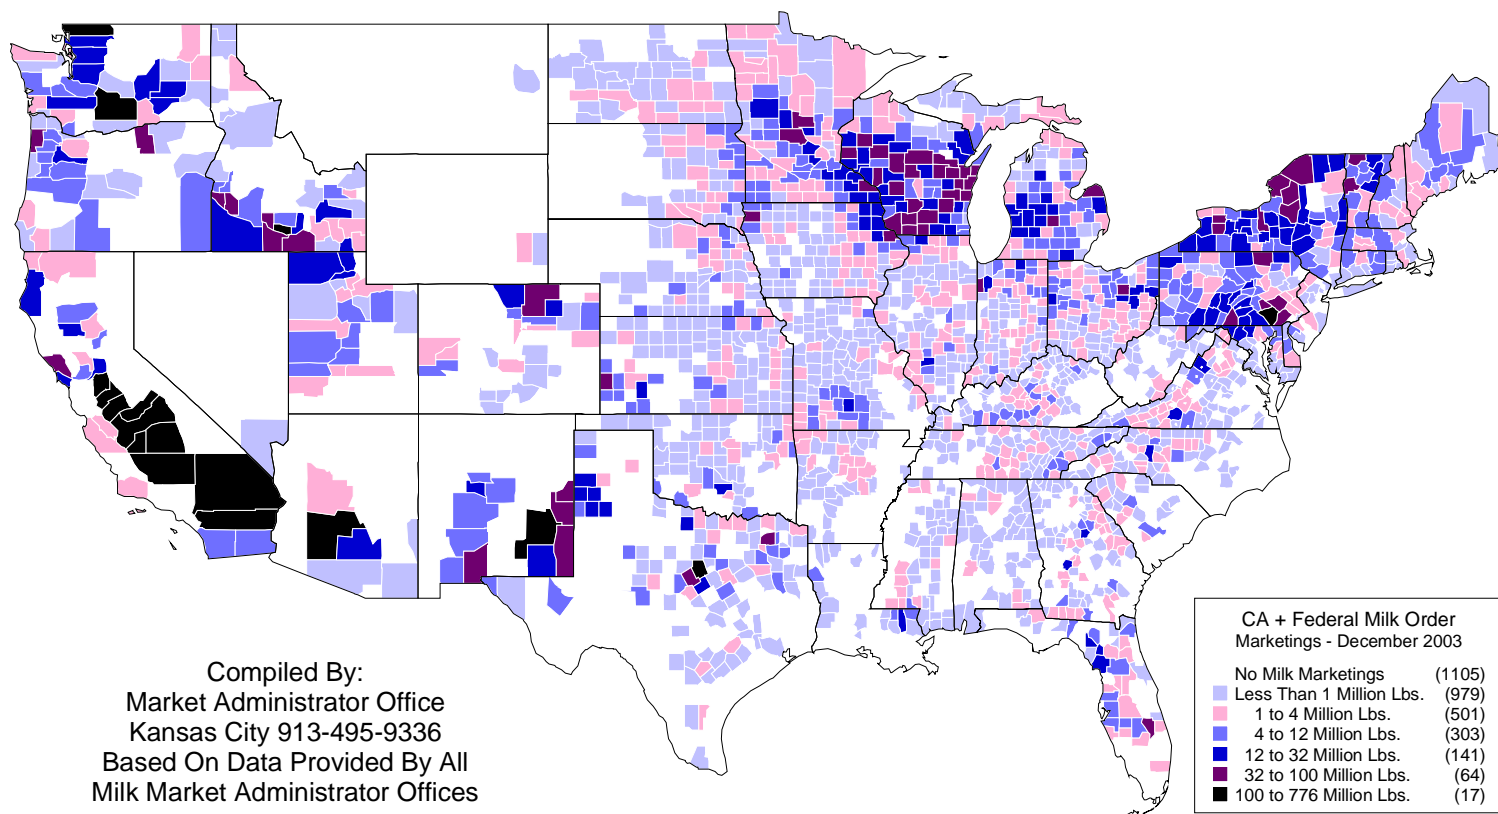 Compiled By:
Market Administrator Office
Kansas City 913-495-9336
Based On Data Provided By All
Milk Market Administrator Offices
CA + Federal Milk Order
Marketings - December 2003
No Milk Marketings (1105)
Less Than 1 Million Lbs. (979)
1 to 4 Million Lbs. (501)
4 to 12 Million Lbs. (303)
12 to 32 Million Lbs. (141)
32 to 100 Million Lbs. (64)
100 to 776 Million Lbs. (17)